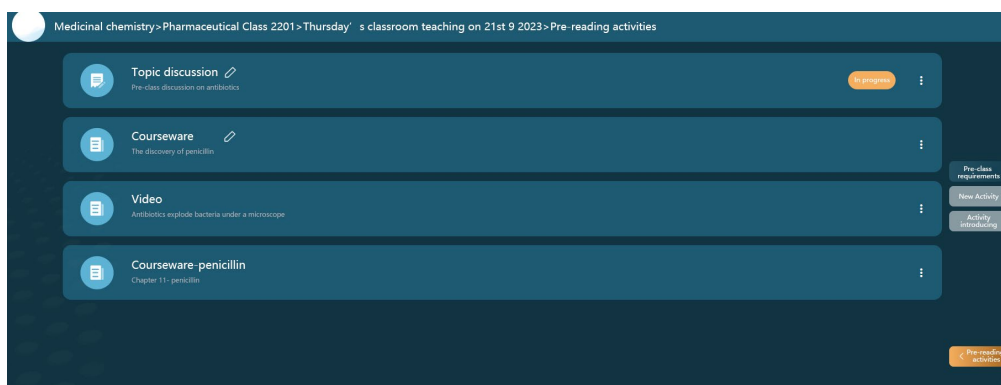 Medicinal chemistry>Pharmaceutical Class 2201>Thursday's classroom teaching on 21st 9 2023>Pre-reading activities
Topic discussion
Pre-class discussion on antibiotics
In progress
Courseware
The discovery of penicillin
Video
Antibiotics explode bacteria under a microscope
Courseware-penicillin
Chapter 11- penicillin
Pre-class
requirements
New Activity
Activity
introducing
Pre-reading
activities